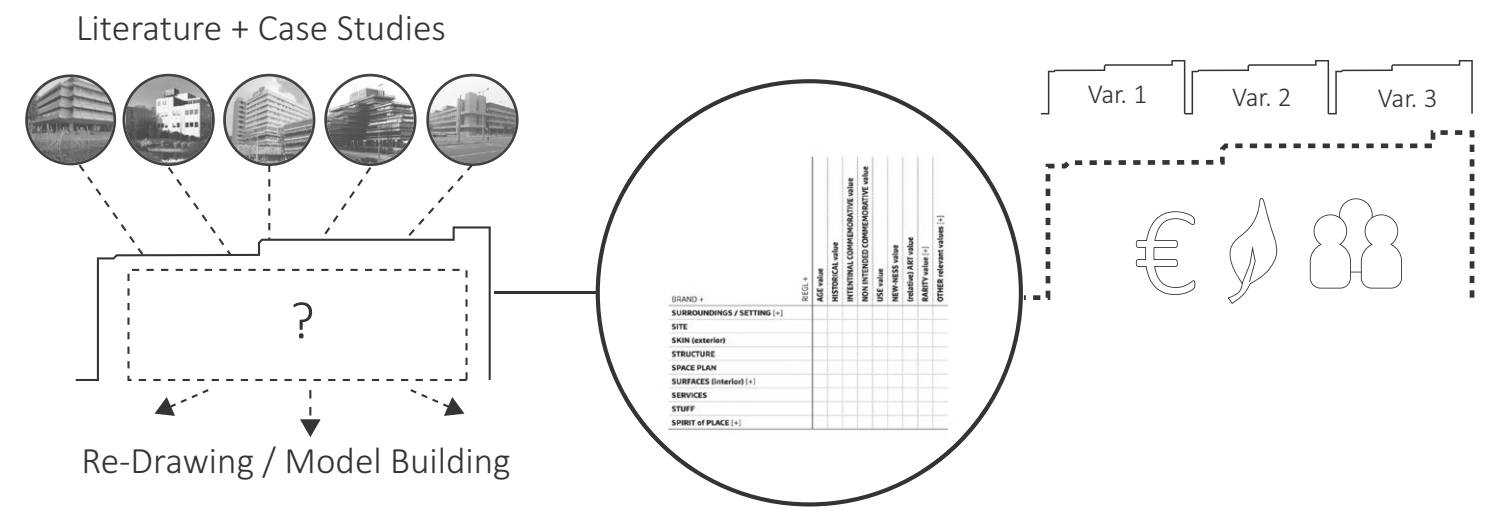 Literature + Case Studies
?
Re-Drawing / Model Building
BRAND +
RIEGL +
AGE value
HISTORICAL value
INTENTINAL COMMEMORATIVE value
NON INTENDED COMMEMORATIVE value
USE value
NEW-NESS value
(relative) ART value
RARITY value [+]
OTHER relevant values [+]
SURROUNDINGS / SETTING [+]
SITE
SKIN (exterior)
STRUCTURE
SPACE PLAN
SURFACES (interior) [+]
SERVICES
STUFF
SPIRIT of PLACE [+]
Var. 1
Var. 2
Var. 3
€